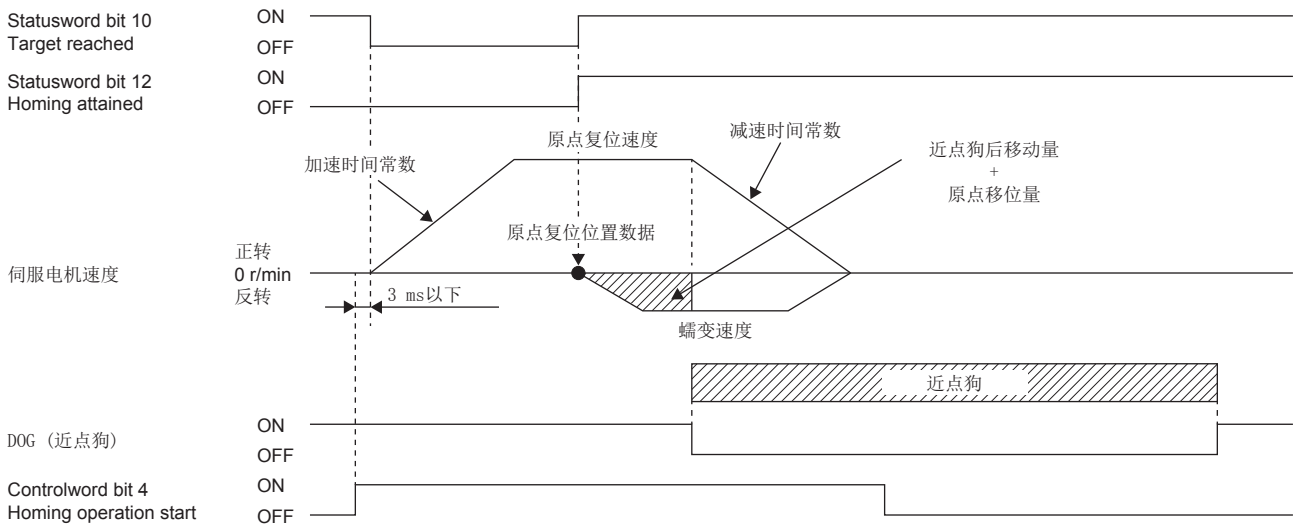 Statusword bit 10
Target reached
ON
OFF
Statusword bit 12
Homing attained
ON
OFF
原点复位速度
减速时间常数
加速时间常数
近点狗后移动量
+
原点移位量
原点复位位置数据
伺服电机速度
正转
0 r/min
反转
3 ms以下
蠕变速度
近点狗
DOG (近点狗)
ON
OFF
Controlword bit 4
Homing operation start
ON
OFF